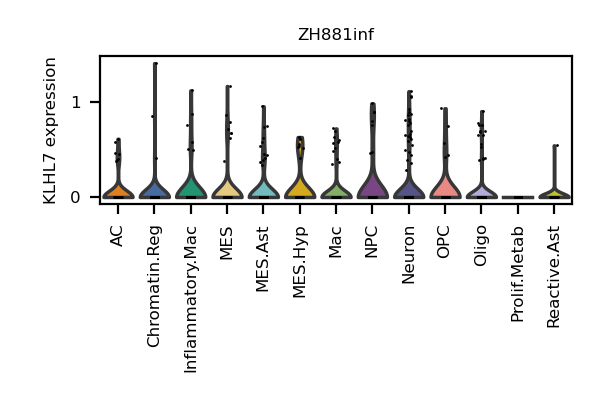 ZH881inf
KLHL7 expression
1
0
AC
Chromatin.Reg
Inflammatory.Mac
MES
MES.Ast
MES.Hyp
Mac
NPC
Neuron
OPC
Oligo
Prolif.Metab
Reactive.Ast